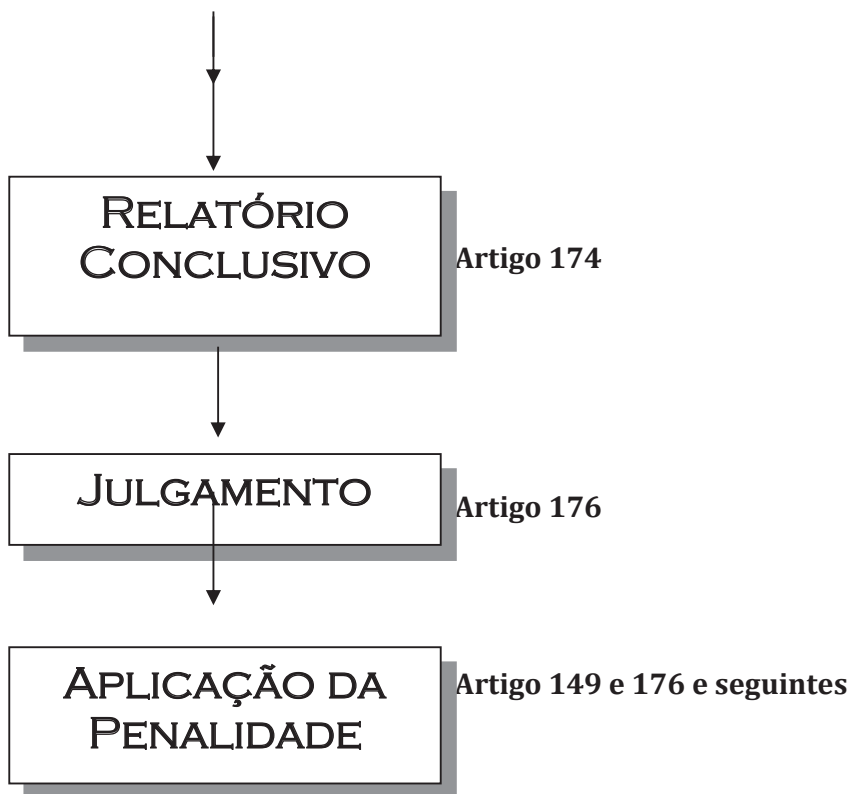 RELATÓRIO
CONCLUSIVO
Artigo 174
JULGAMENTO
Artigo 176
APLICAÇÃO DA
PENALIDADE
Artigo 149 e 176 e seguintes